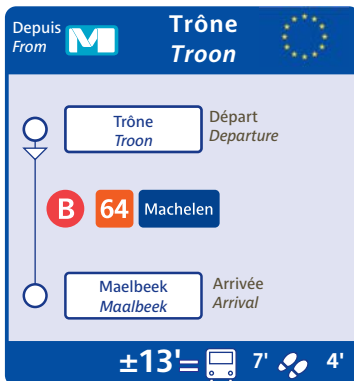 Depuis
From
M
Trône
Troon
Trône
Troon
Départ
Departure
B 64 Machelen
Maelbeek
Maalbeek
Arrivée
Arrival
±13'= 7' 4'